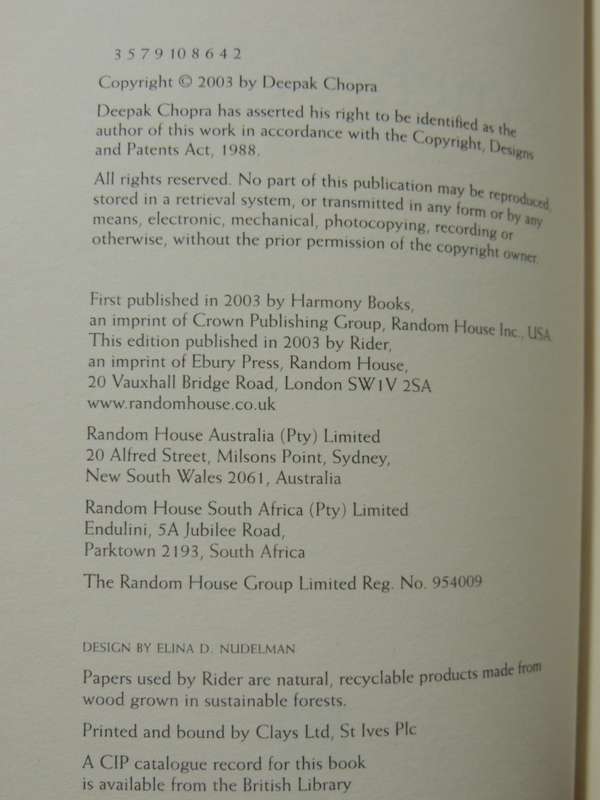 3 5 7 9 10 8 6 4 2
Copyright © 2003 by Deepak Chopra
Deepak Chopra has asserted his right to be identified as the
author of this work in accordance with the Copyright, Designs
and Patents Act, 1988.
All rights reserved. No part of this publication may be reproduced,
stored in a retrieval system, or transmitted in any form or by any
means, electronic, mechanical, photocopying, recording or
otherwise, without the prior permission of the copyright owner.
First published in 2003 by Harmony Books,
an imprint of Crown Publishing Group, Random House Inc., USA
This edition published in 2003 by Rider,
an imprint of Ebury Press, Random House,
20 Vauxhall Bridge Road, London SW1V 2SA
www.randomhouse.co.uk
Random House Australia (Pty) Limited
20 Alfred Street, Milsons Point, Sydney,
New South Wales 2061, Australia
Random House South Africa (Pty) Limited
Endulini, 5A Jubilee Road,
Parktown 2193, South Africa
The Random House Group Limited Reg. No. 954009
DESIGN BY ELINA D. NUDELMAN
Papers used by Rider are natural, recyclable products made from
wood grown in sustainable forests.
Printed and bound by Clays Ltd, St Ives Plc
A CIP catalogue record for this book
is available from the British Library